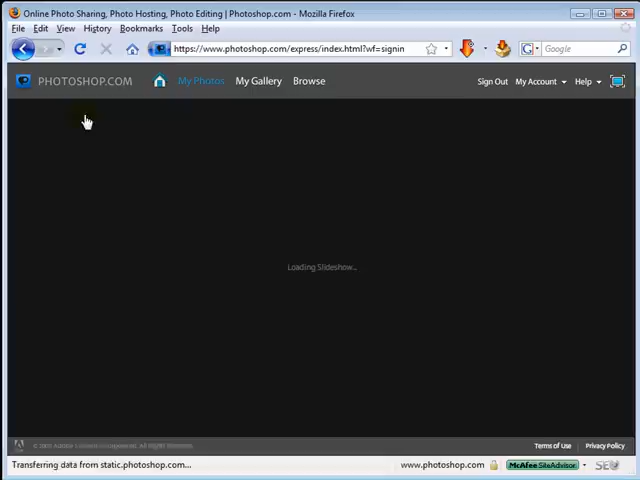 Online Photo Sharing, Photo Hosting, Photo Editing | Photoshop.com - Mozilla Firefox
File Edit View History Bookmarks Tools Help
https://www.photoshop.com/express/index.html?wf=signin
Google
PHOTOSHOP.COM My Photos My Gallery Browse Sign Out My Account Help
Loading Slideshow...
All Rights Reserved.
Terms of Use Privacy Policy
Transferring data from static.photoshop.com... www.photoshop.com McAfee SiteAdvisor